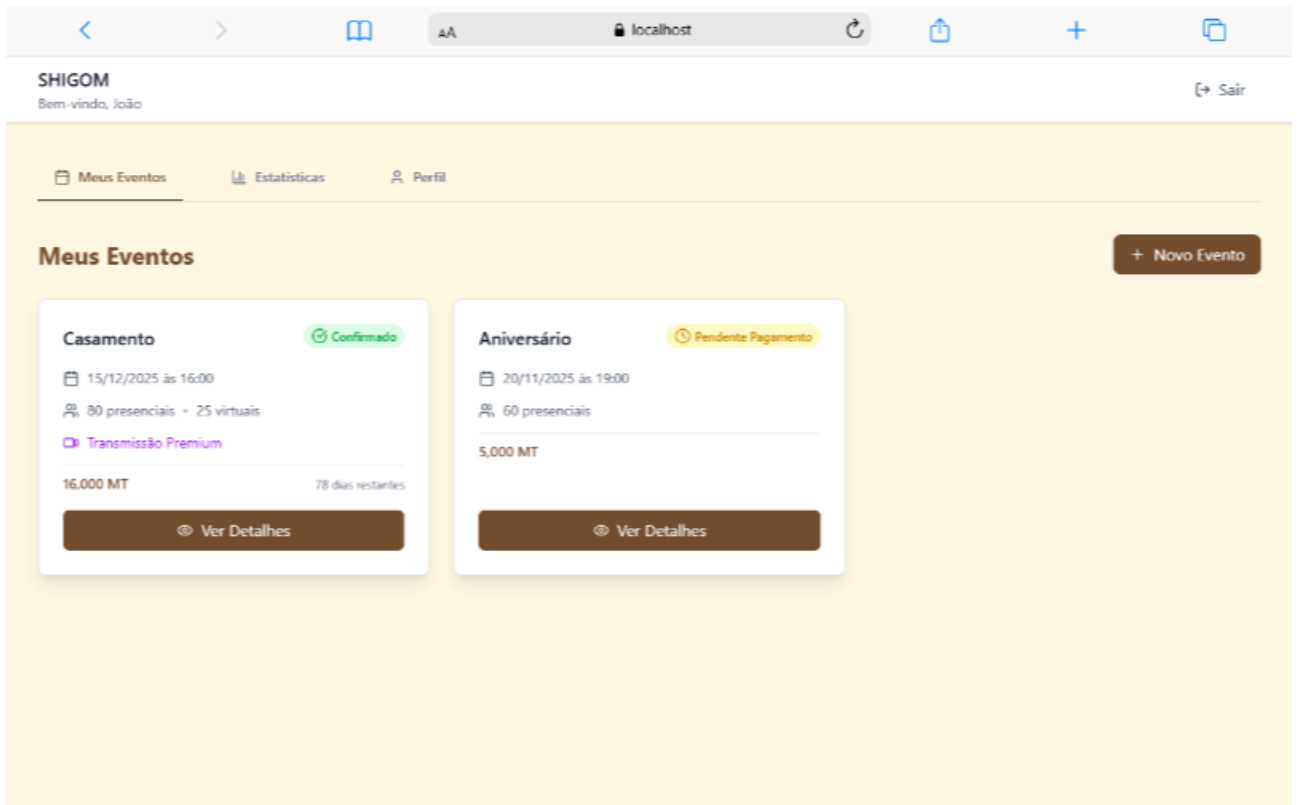 AA localhost
SHIGOM
Bem-vindo, João
Sair
Meus Eventos Estatísticas Perfil
Meus Eventos
+ Novo Evento
Casamento Confirmado
15/12/2025 às 16:00
80 presenciais • 25 virtuais
Transmissão Premium
16,000 MT 78 dias restantes
Ver Detalhes
Aniversário Pendente Pagamento
20/11/2025 às 19:00
60 presenciais
5,000 MT
Ver Detalhes